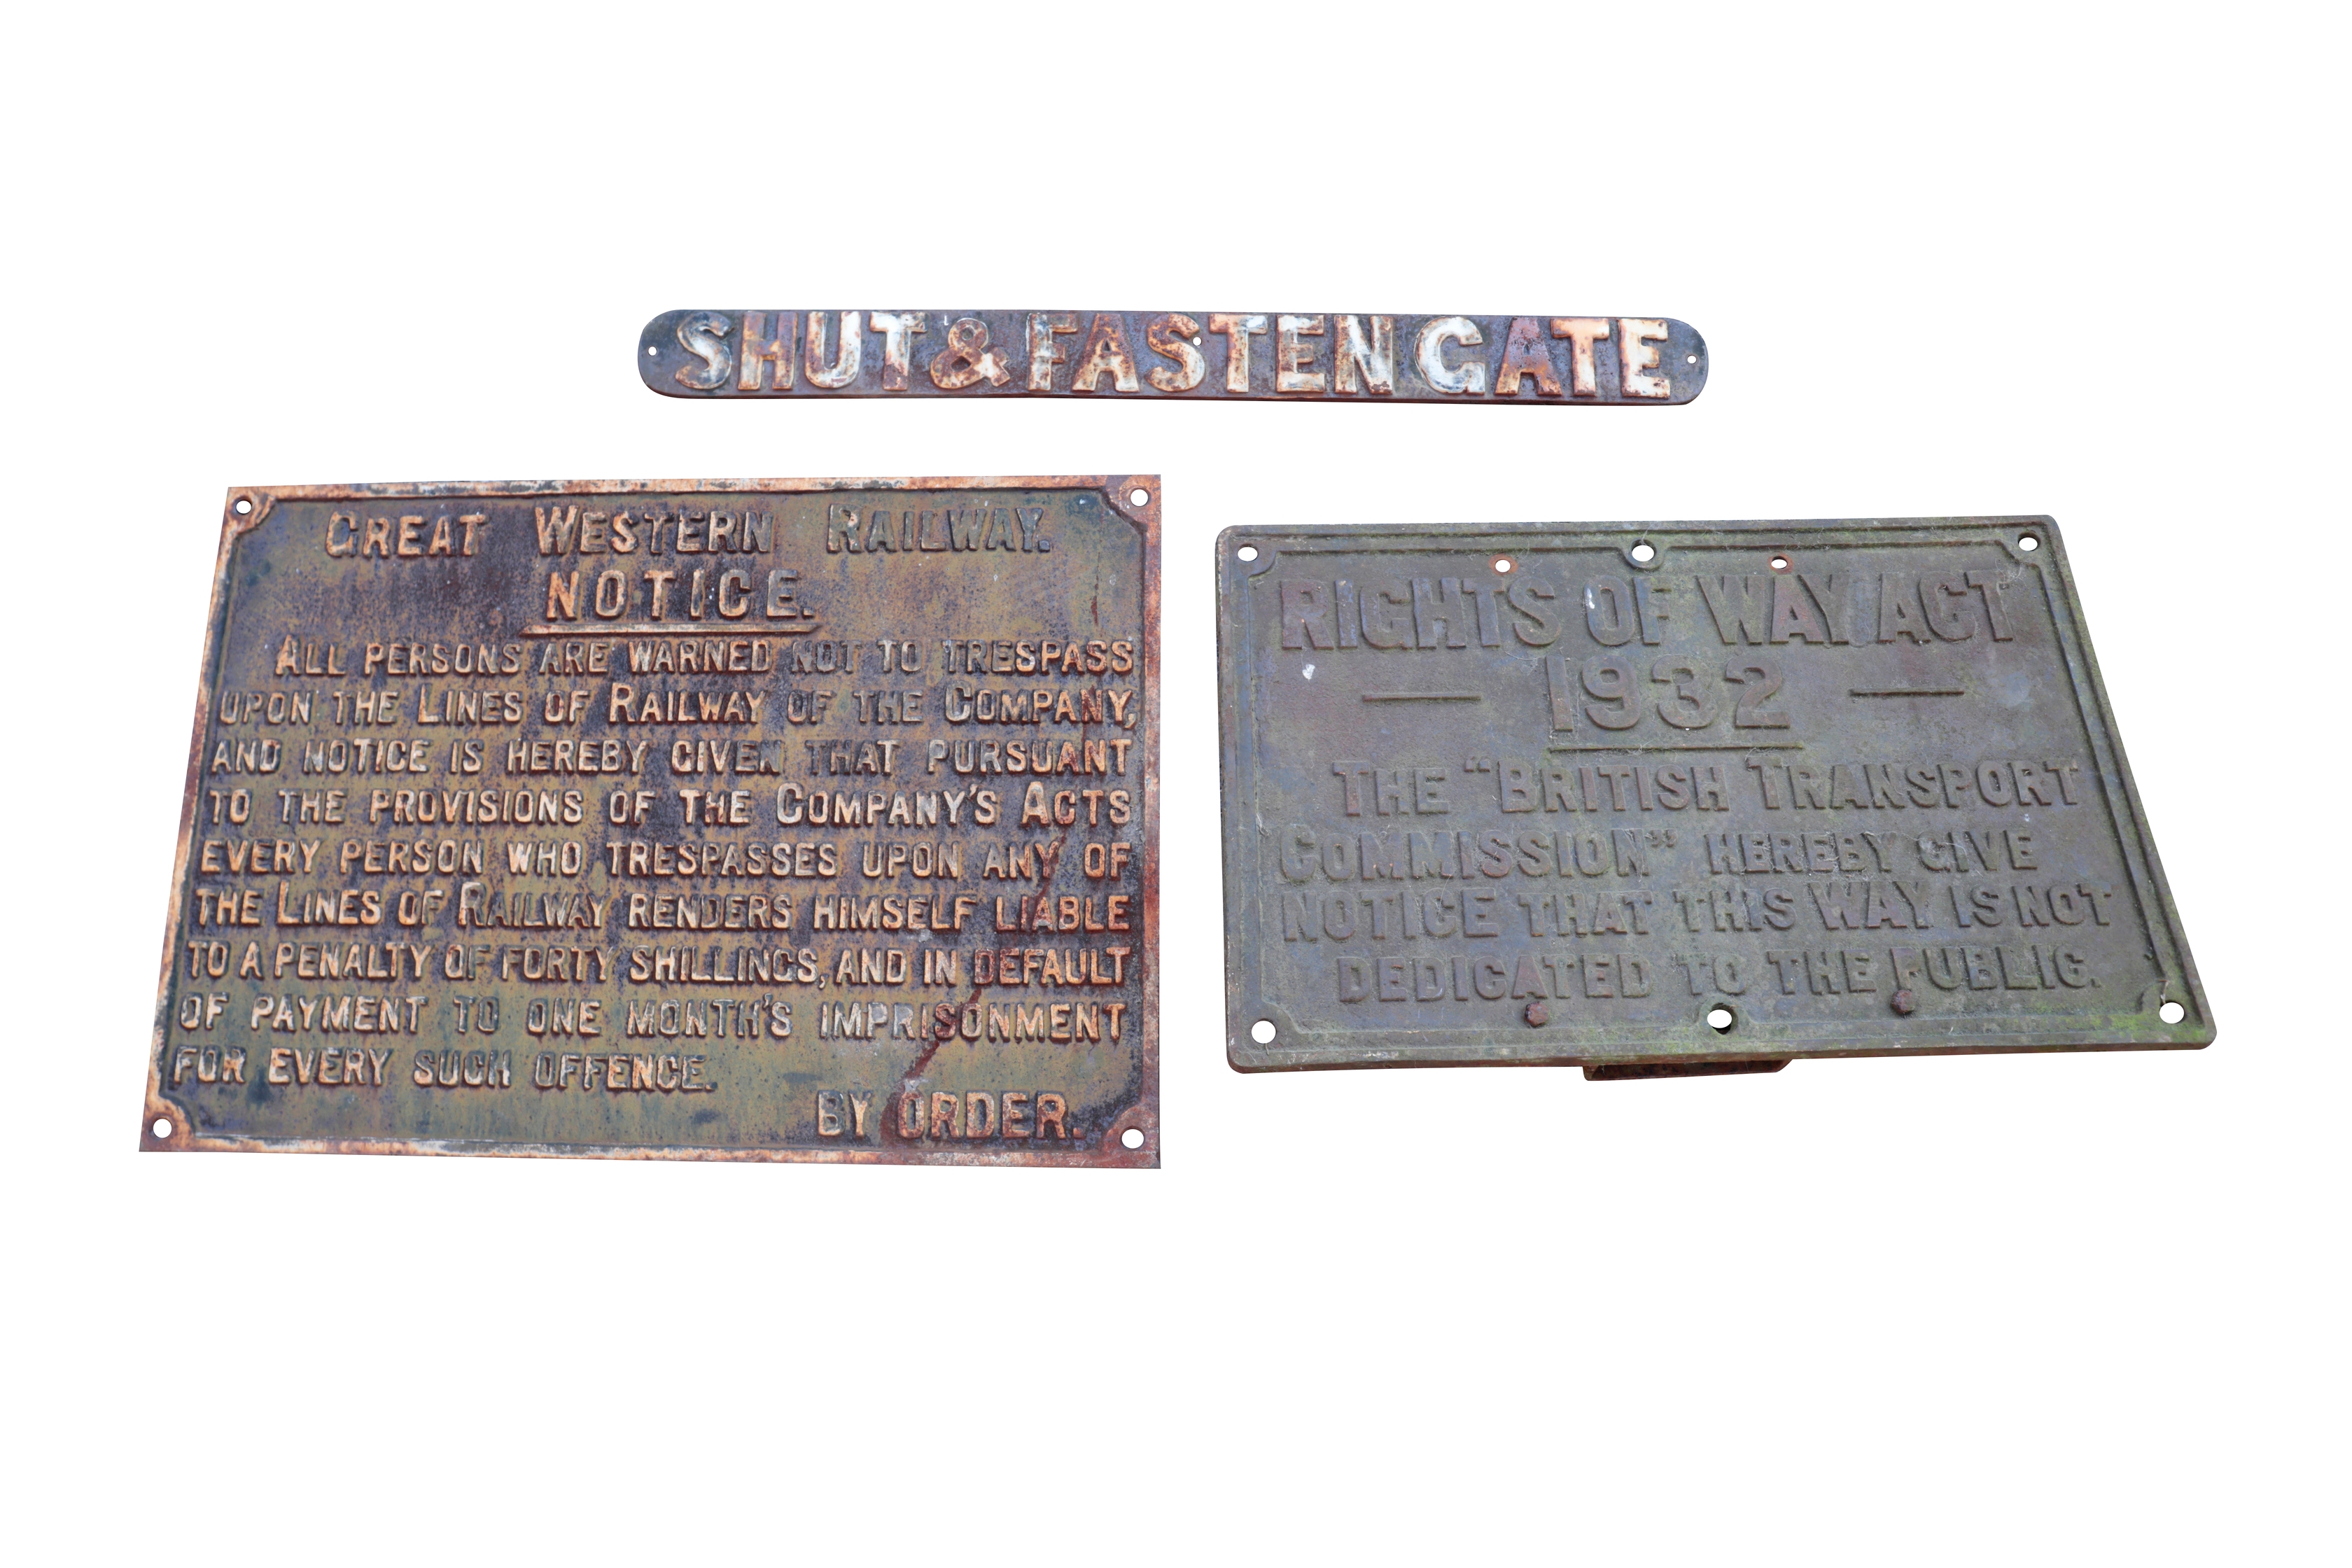 SHUT & FASTEN GATE
GREAT WESTERN RAILWAY.
NOTICE.
ALL PERSONS ARE WARNED NOT TO TRESPASS
UPON THE LINES OF RAILWAY OF THE COMPANY,
AND NOTICE IS HEREBY GIVEN THAT PURSUANT
TO THE PROVISIONS OF THE COMPANY'S ACTS
EVERY PERSON WHO TRESPASSES UPON ANY OF
THE LINES OF RAILWAY RENDERS HIMSELF LIABLE
TO A PENALTY OF FORTY SHILLINGS, AND IN DEFAULT
OF PAYMENT TO ONE MONTH'S IMPRISONMENT
FOR EVERY SUCH OFFENCE.
BY ORDER.
RIGHTS OF WAY ACT
— 1932 —
THE "BRITISH TRANSPORT
COMMISSION" HEREBY GIVE
NOTICE THAT THIS WAY IS NOT
DEDICATED TO THE PUBLIC.